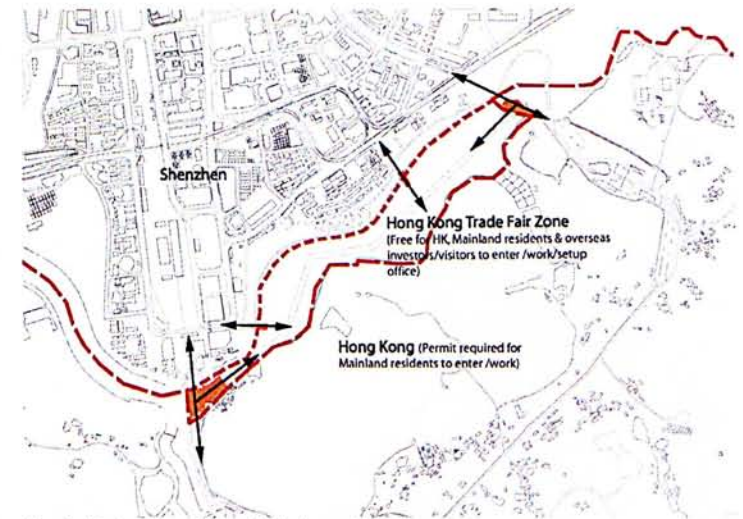 Shenzhen
Hong Kong Trade Fair Zone
(Free for HK, Mainland residents & overseas
investors/visitors to enter /work/setup
office)
Hong Kong (Permit required for
Mainland residents to enter /work)